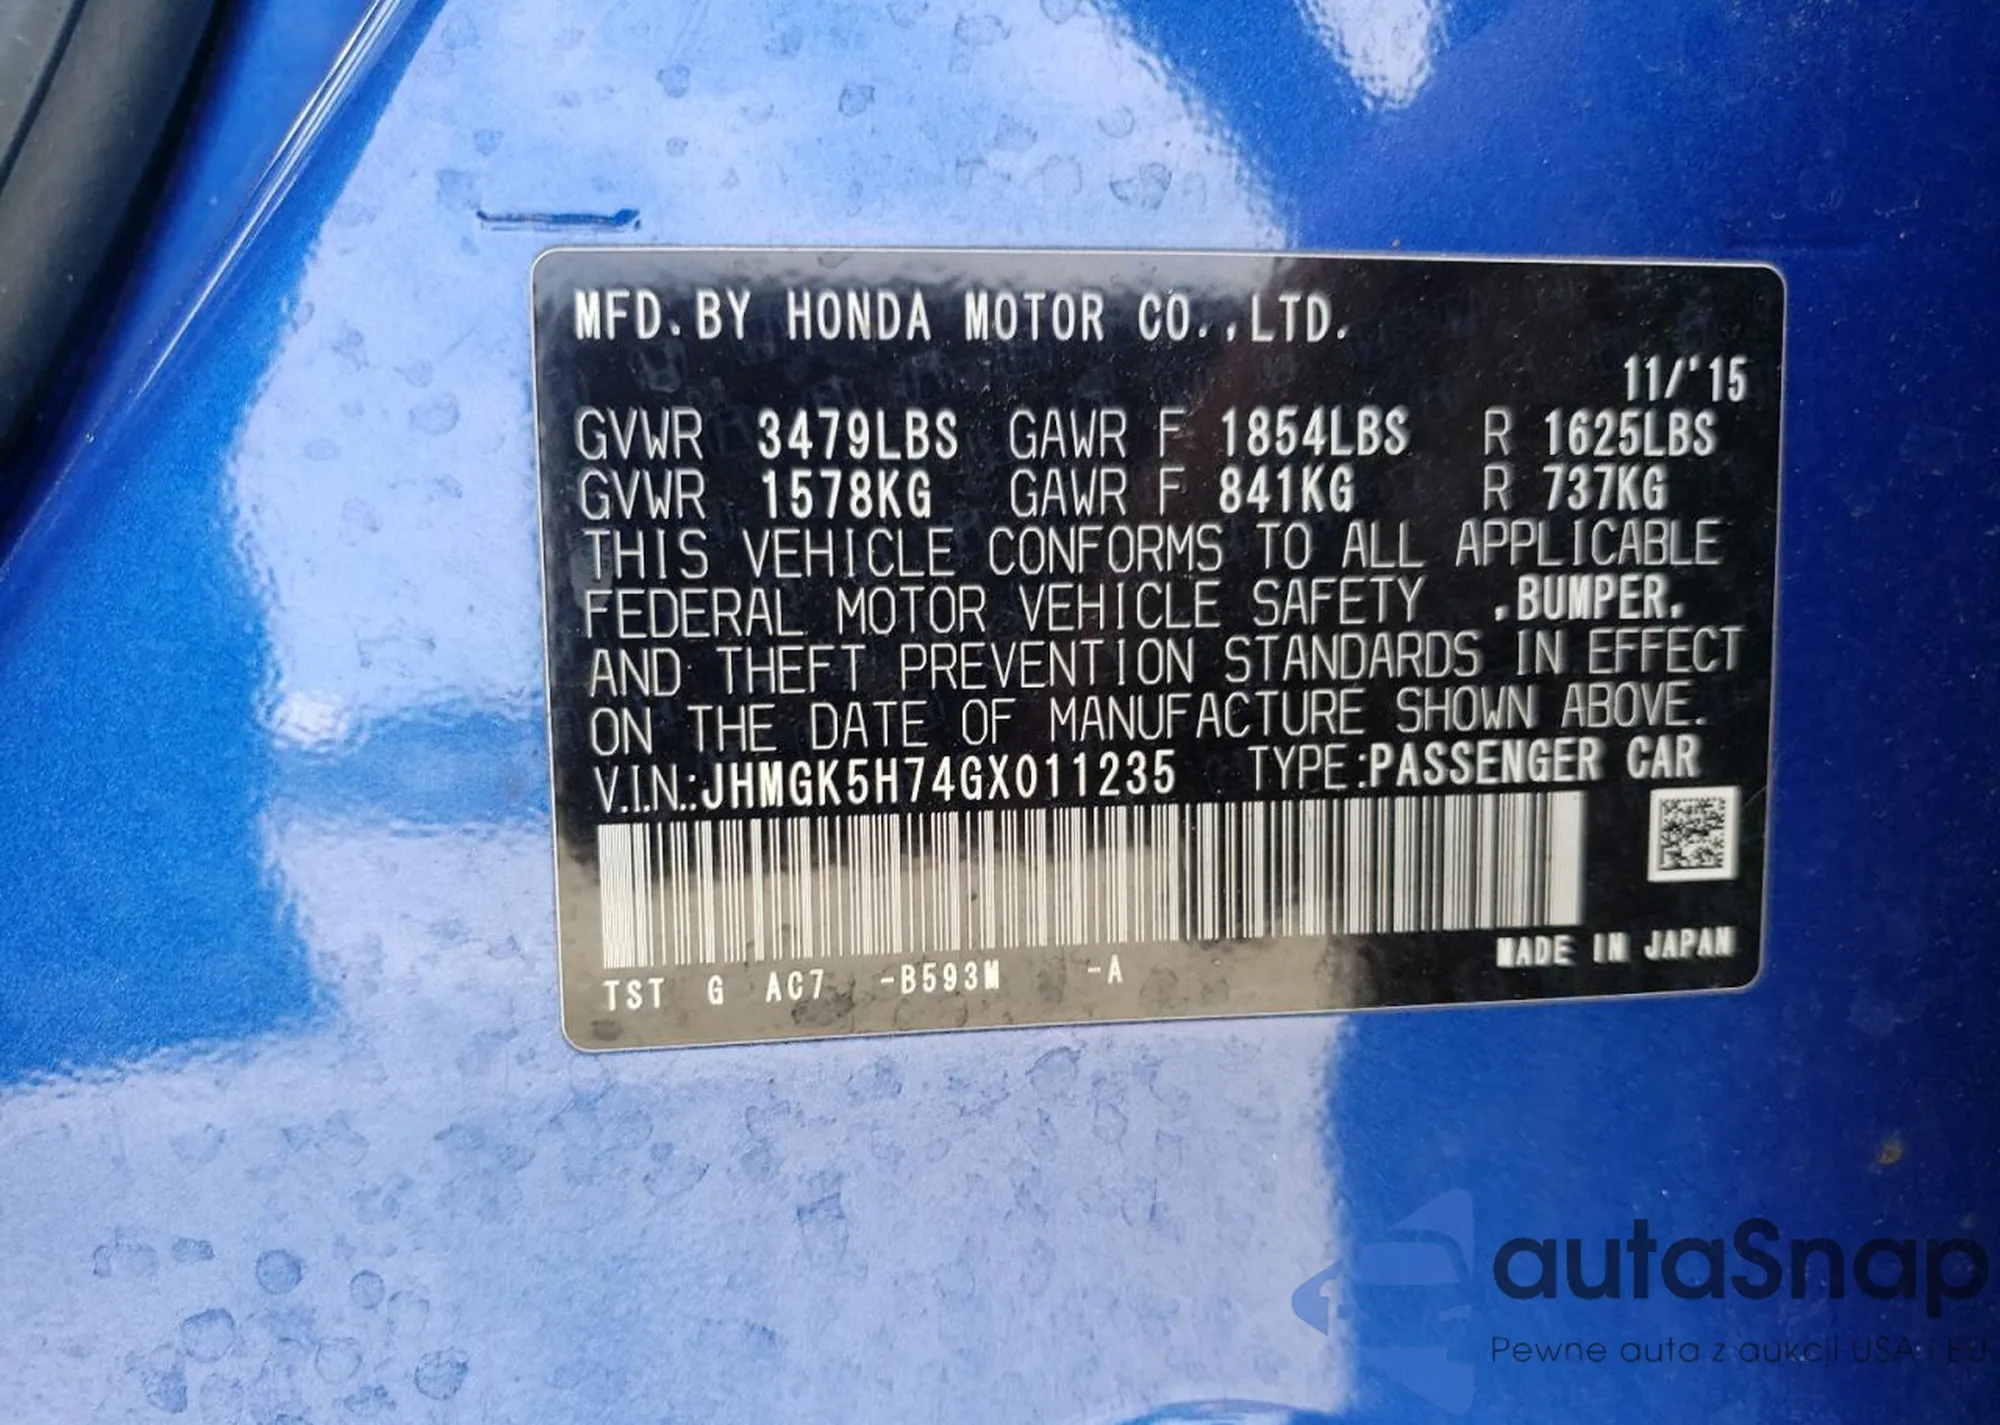 MFD.BY HONDA MOTOR CO.,LTD.
11/'15
GVWR 3479LBS GAWR F 1854LBS R 1625LBS
GVWR 1578KG GAWR F 841KG R 737KG
THIS VEHICLE CONFORMS TO ALL APPLICABLE
FEDERAL MOTOR VEHICLE SAFETY ,BUMPER,
AND THEFT PREVENTION STANDARDS IN EFFECT
ON THE DATE OF MANUFACTURE SHOWN ABOVE.
V.I.N.:JHMGK5H74GX011235 TYPE:PASSENGER CAR
MADE IN JAPAN
TST G AC7 -B593M -A
autaSnap
Pewne auta z aukcji USA i EU